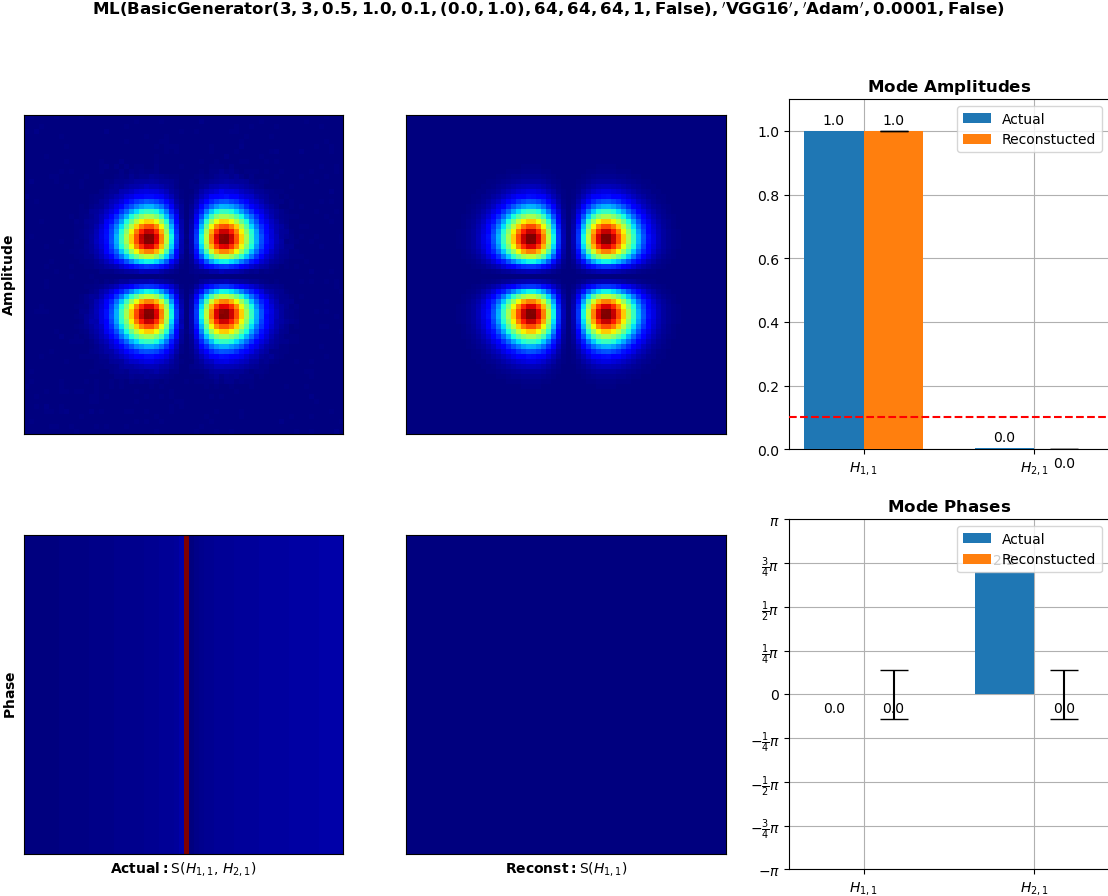 ML(BasicGenerator(3, 3, 0.5, 1.0, 0.1, (0.0, 1.0), 64, 64, 64, 1, False), ′VGG16′, ′Adam′, 0.0001, False)
Amplitude
Mode Amplitudes
Actual
Reconstucted
1.0
1.0
0.0
0.0
1.0
0.8
0.6
0.4
0.2
0.0
H1,1
H2,1
Phase
Actual: S(H1,1, H2,1)
Reconst: S(H1,1)
Mode Phases
Actual
Reconstucted
0.0
0.0
0.0
π
3/4π
1/2π
1/4π
0
−1/4π
−1/2π
−3/4π
−π
H1,1
H2,1